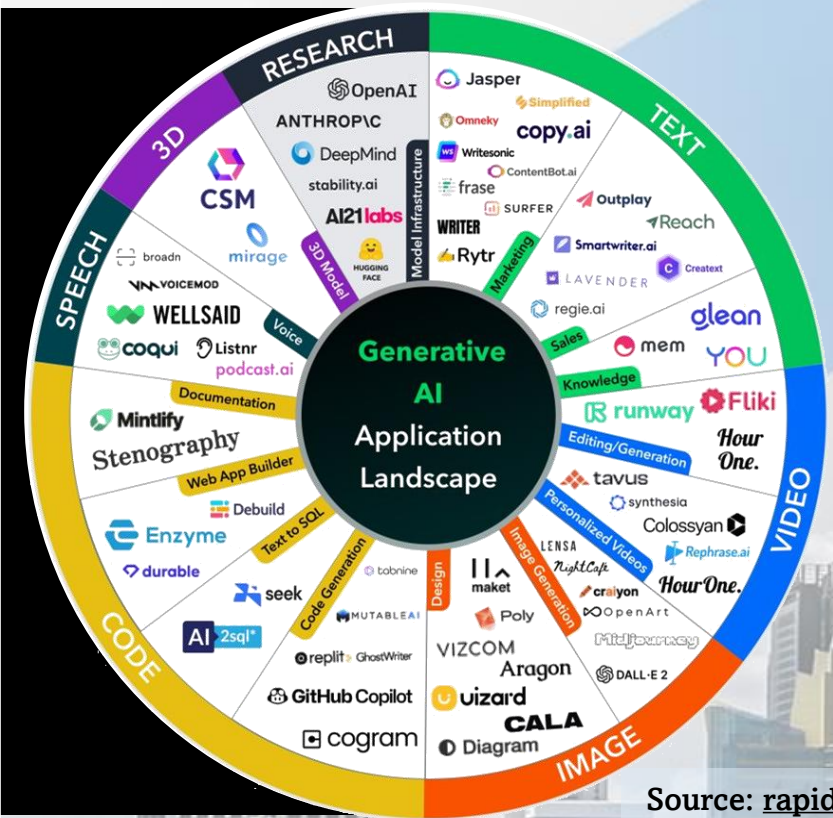 Generative
AI
Application
Landscape
RESEARCH
Model Infrastructure
OpenAI
ANTHROP\C
DeepMind
stability.ai
AI21labs
HUGGING
FACE
TEXT
Marketing
Jasper
Simplified
Omneky
copy.ai
WS Writesonic
ContentBot.ai
frase
SURFER
WRITER
Rytr
Sales
Outplay
Reach
Smartwriter.ai
C Creatext
LAVENDER
regie.ai
Knowledge
glean
mem
YOU
VIDEO
Editing/Generation
runway
Fliki
Hour
One.
Personalized Videos
tavus
synthesia
Colossyan
Rephrase.ai
HourOne.
IMAGE
Image Generation
LENSA
NightCafe
craiyon
OpenArt
Midjourney
DALL·E 2
Design
maket
Poly
VIZCOM
Aragon
uizard
CALA
Diagram
CODE
Code Generation
tabnine
MUTABLEAI
replit GhostWriter
GitHub Copilot
cogram
Text to SQL
seek
AI 2sql
Web App Builder
Debuild
Enzyme
durable
Documentation
Mintlify
Stenography
SPEECH
Voice
broadn
VOICEMOD
WELLSAID
coqui
Listnr
podcast.ai
3D
3D Model
CSM
mirage
Source: rapid